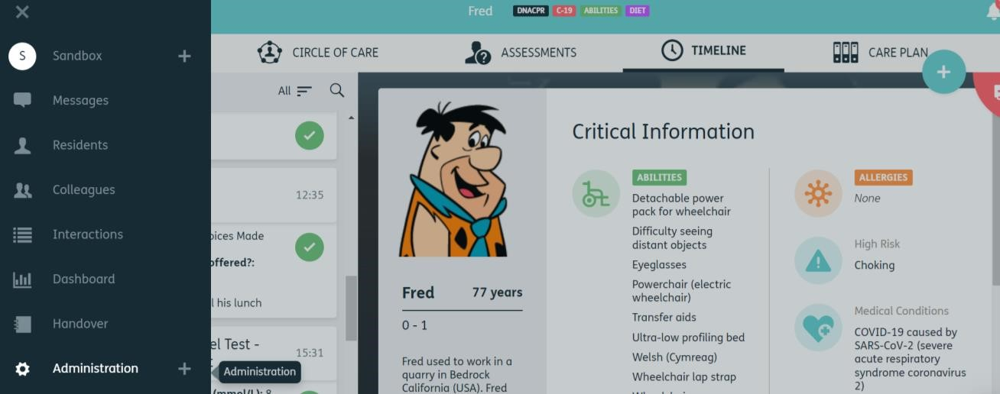 S
Sandbox
Messages
Residents
Colleagues
Interactions
Dashboard
Handover
Administration
Administration
Fred
DNACPR
C-19
ABILITIES
DIET
CIRCLE OF CARE
ASSESSMENTS
TIMELINE
CARE PLAN
All
12:35
oices Made
offered?:
l his lunch
el Test -
15:31
(mmol/L): 8
Fred 77 years
0 - 1
Fred used to work in a
quarry in Bedrock
California (USA). Fred
Critical Information
ABILITIES
Detachable power
pack for wheelchair
Difficulty seeing
distant objects
Eyeglasses
Powerchair (electric
wheelchair)
Transfer aids
Ultra-low profiling bed
Welsh (Cymreag)
Wheelchair lap strap
ALLERGIES
None
High Risk
Choking
Medical Conditions
COVID-19 caused by
SARS-CoV-2 (severe
acute respiratory
syndrome coronavirus
2)